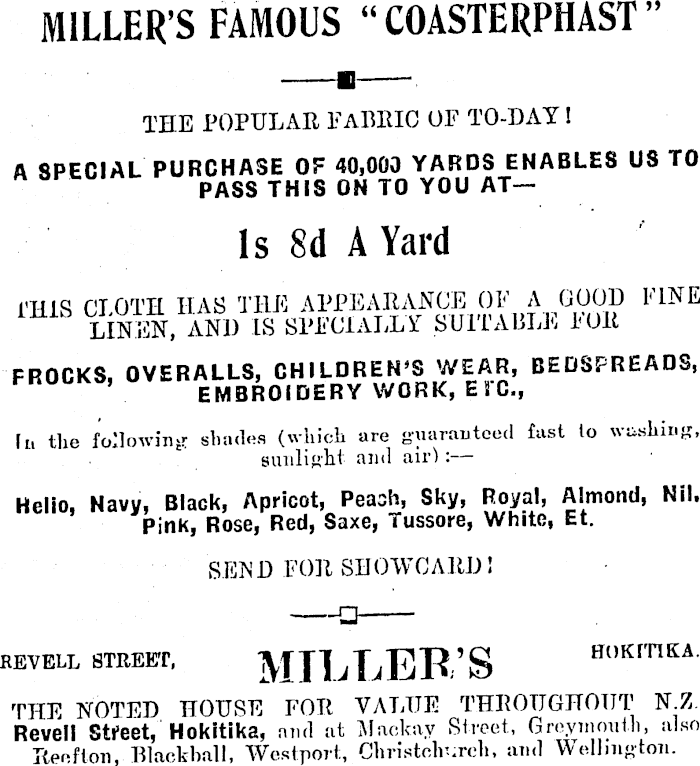 MILLER'S FAMOUS "COASTERPHAST"
THE POPULAR FABRIC OF TO-DAY!
A SPECIAL PURCHASE OF 40,000 YARDS ENABLES US TO
PASS THIS ON TO YOU AT—
1s 8d A Yard
THIS CLOTH HAS THE APPEARANCE OF A GOOD FINE
LINEN, AND IS SPECIALLY SUITABLE FOR
FROCKS, OVERALLS, CHILDREN'S WEAR, BEDSPREADS,
EMBROIDERY WORK, ETC.,
In the following shades (which are guaranteed fast to washing,
sunlight and air):—
Helio, Navy, Black, Apricot, Peach, Sky, Royal, Almond, Nil.
Pink, Rose, Red, Saxe, Tussore, White, Et.
SEND FOR SHOWCARD!
REVELL STREET, MILLER'S HOKITIKA.
THE NOTED HOUSE FOR VALUE THROUGHOUT N.Z.
Revell Street, Hokitika, and at Mackay Street, Greymouth, also
Reefton, Blackball, Westport, Christchurch, and Wellington.